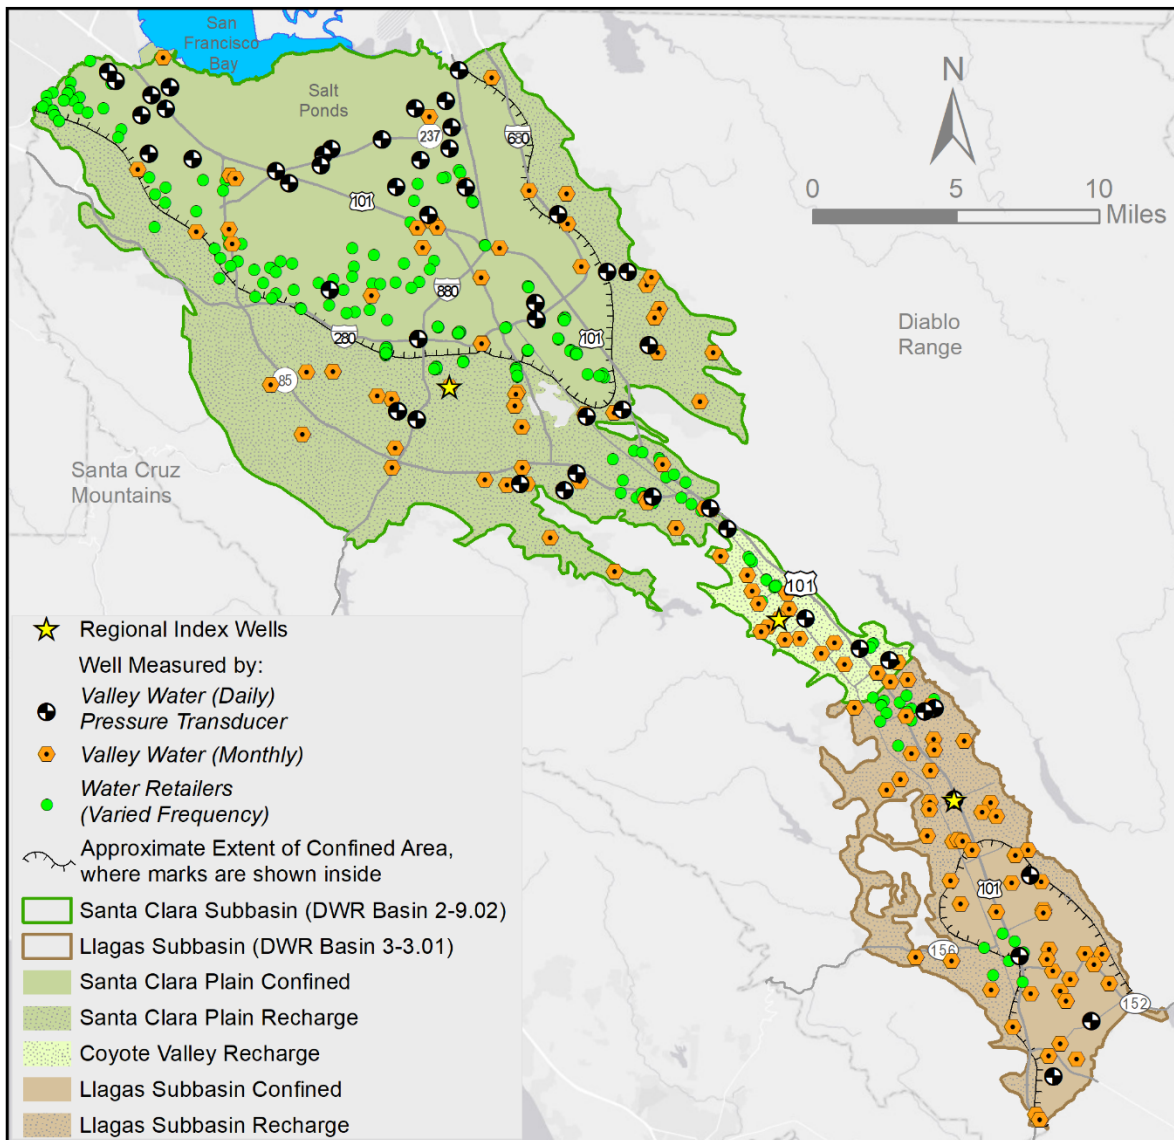 San
Francisco
Bay
Salt
Ponds
N
237
680
101
0 5 10
Miles
880
Diablo
Range
280
101
85
Santa Cruz
Mountains
101
Regional Index Wells
Well Measured by:
Valley Water (Daily)
Pressure Transducer
Valley Water (Monthly)
Water Retailers
(Varied Frequency)
Approximate Extent of Confined Area,
where marks are shown inside
Santa Clara Subbasin (DWR Basin 2-9.02)
Llagas Subbasin (DWR Basin 3-3.01)
Santa Clara Plain Confined
Santa Clara Plain Recharge
Coyote Valley Recharge
Llagas Subbasin Confined
Llagas Subbasin Recharge
101
156
152